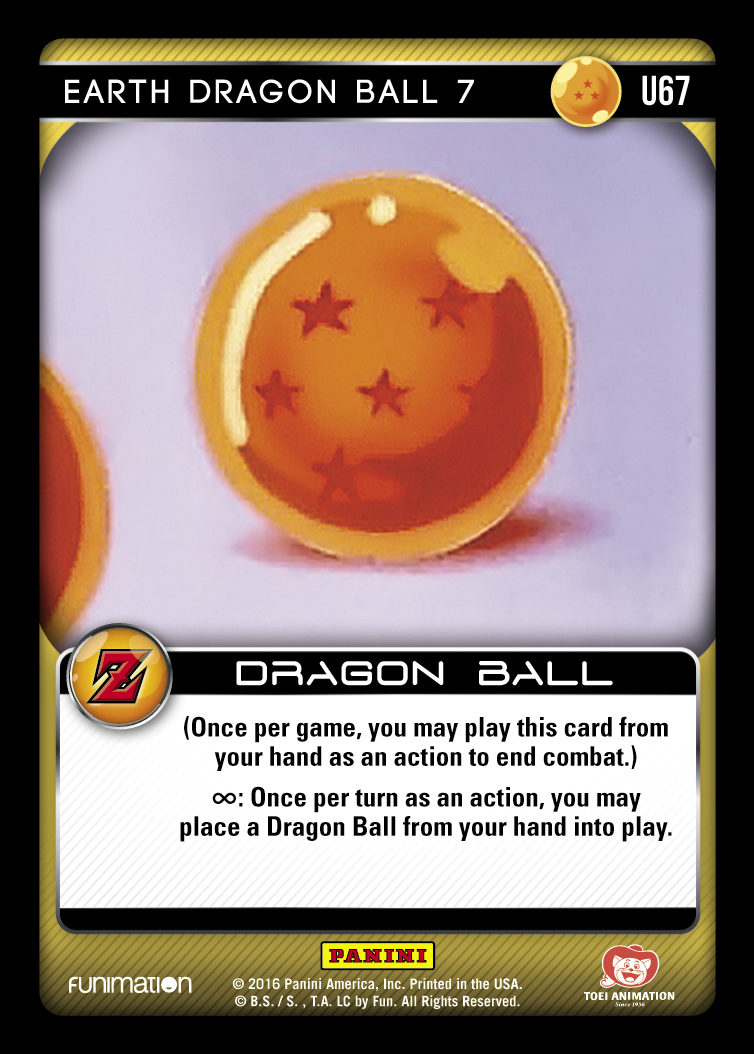 EARTH DRAGON BALL 7
U67
Z
DRAGON BALL
(Once per game, you may play this card from
your hand as an action to end combat.)
∞: Once per turn as an action, you may
place a Dragon Ball from your hand into play.
PANINI
FUNIMATION
© 2016 Panini America, Inc. Printed in the USA.
© B.S. / S. , T.A. LC by Fun. All Rights Reserved.
TOEI ANIMATION
Since 1956